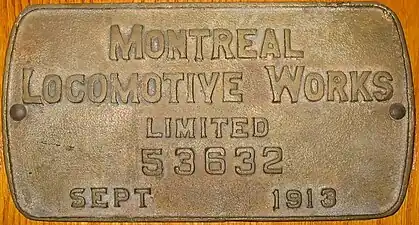 MONTREAL
LOCOMOTIVE WORKS
LIMITED
53632
SEPT 1913